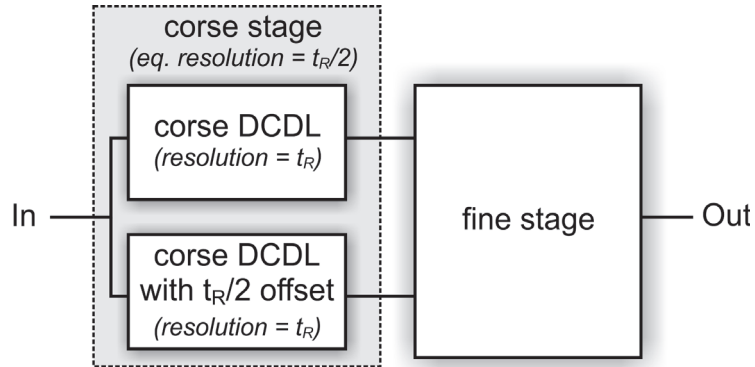 corse stage
(eq. resolution = tR/2)
corse DCDL
(resolution = tR)
In
corse DCDL
with tR/2 offset
(resolution = tR)
fine stage
Out